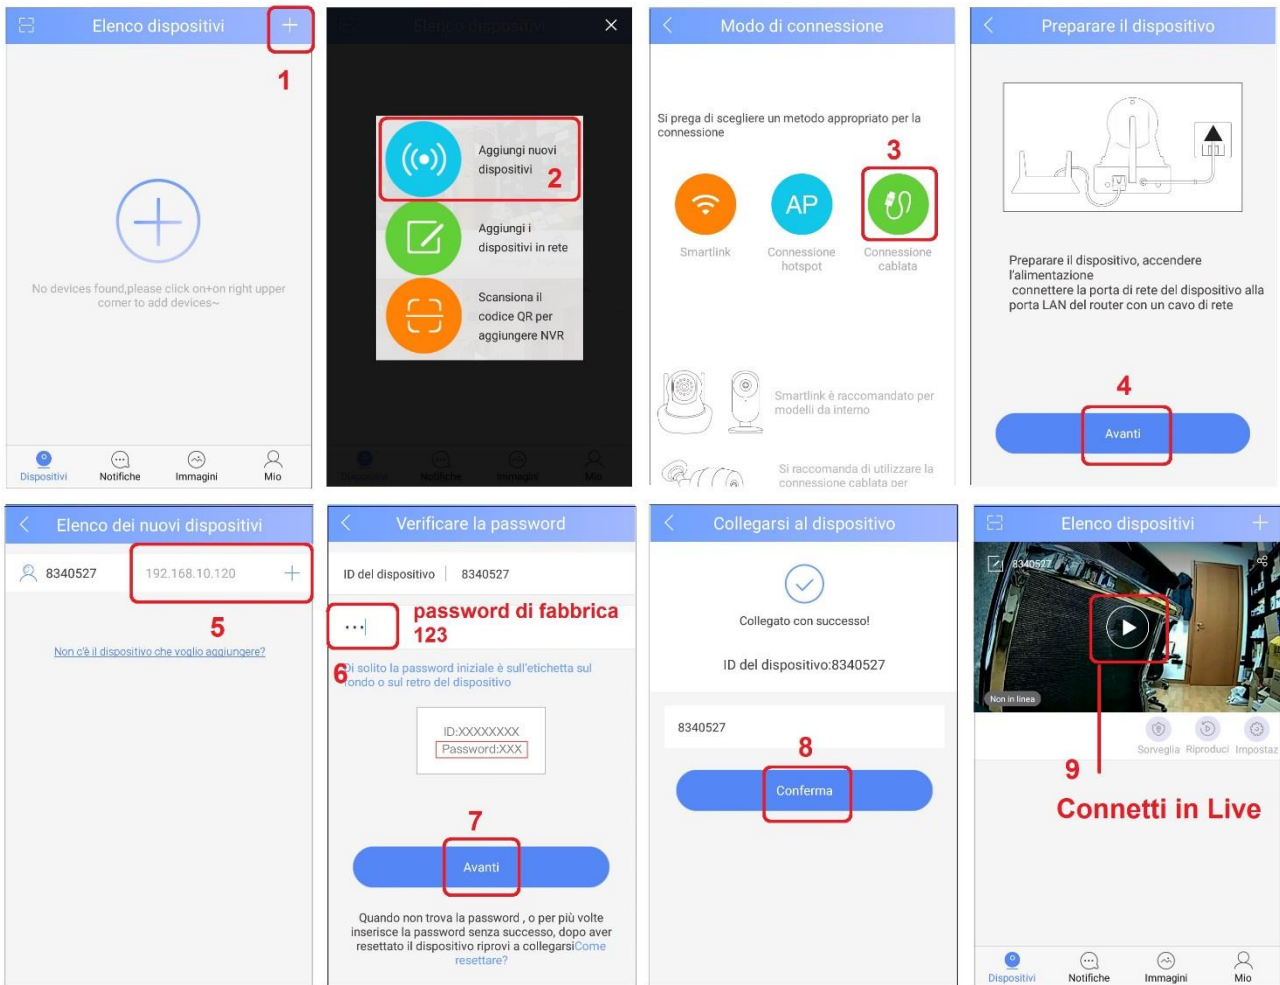 Elenco dispositivi
1
No devices found,please click on+on right upper
corner to add devices~
Dispositivi
Notifiche
Immagini
Mio
Elenco dispositivi
Aggiungi nuovi
dispositivi
2
Aggiungi i
dispositivi in rete
Scansiona il
codice QR per
aggiungere NVR
Dispositivi
Notifiche
Immagini
Mio
Modo di connessione
Si prega di scegliere un metodo appropriato per la
connessione
3
AP
Smartlink
Connessione
hotspot
Connessione
cablata
Smartlink è raccomandato per
modelli da interno
Si raccomanda di utilizzare la
connessione cablata per
Preparare il dispositivo
Preparare il dispositivo, accendere
l'alimentazione
connettere la porta di rete del dispositivo alla
porta LAN del router con un cavo di rete
4
Avanti
Elenco dei nuovi dispositivi
8340527
192.168.10.120
5
Non c'è il dispositivo che voglio aggiungere?
Verificare la password
ID del dispositivo
8340527
password di fabbrica
123
6
Di solito la password iniziale è sull'etichetta sul
fondo o sul retro del dispositivo
ID:XXXXXXXX
Password:XXX
7
Avanti
Quando non trova la password , o per più volte
inserisce la password senza successo, dopo aver
resettato il dispositivo riprovi a collegarsiCome
resettare?
Collegarsi al dispositivo
Collegato con successo!
ID del dispositivo:8340527
8340527
8
Conferma
Elenco dispositivi
8340527
Non in linea
Sorveglia
Riproduci
Impostaz
9
Connetti in Live
Dispositivi
Notifiche
Immagini
Mio